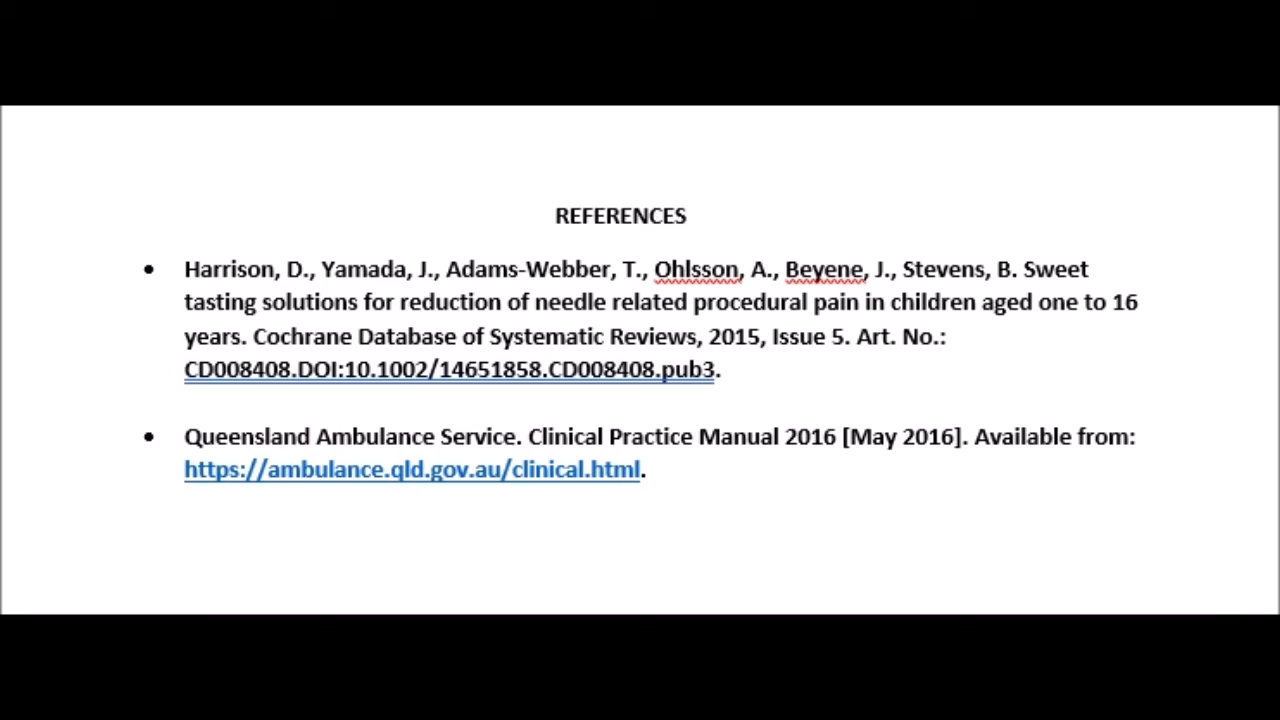 REFERENCES
• Harrison, D., Yamada, J., Adams-Webber, T., Ohlsson, A., Beyene, J., Stevens, B. Sweet
tasting solutions for reduction of needle related procedural pain in children aged one to 16
years. Cochrane Database of Systematic Reviews, 2015, Issue 5. Art. No.:
CD008408.DOI:10.1002/14651858.CD008408.pub3.
• Queensland Ambulance Service. Clinical Practice Manual 2016 [May 2016]. Available from:
https://ambulance.qld.gov.au/clinical.html.